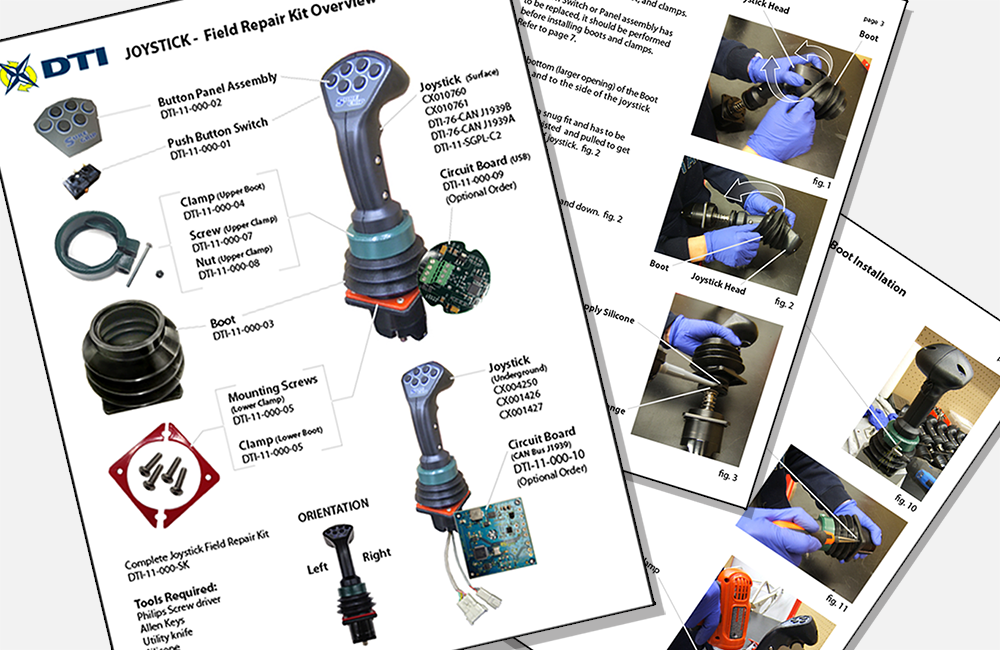 DTI
JOYSTICK - Field Repair Kit Overview
Button Panel Assembly
DTI-11-000-02
Push Button Switch
DTI-11-000-01
Clamp (Upper Boot)
DTI-11-000-04
Screw (Upper Clamp)
DTI-11-000-07
Nut (Upper Clamp)
DTI-11-000-08
Boot
DTI-11-000-03
Mounting Screws
(Lower Clamp)
DTI-11-000-05
Clamp (Lower Boot)
DTI-11-000-05
Complete Joystick Field Repair Kit
DTI-11-000-SK
Tools Required:
Philips Screw driver
Allen Keys
Utility knife
Joystick (Surface)
CX010760
CX010761
DTI-76-CAN J1939B
DTI-76-CAN J1939A
DTI-11-SGPL-C2
Circuit Board (USB)
DTI-11-000-09
(Optional Order)
Joystick
(Underground)
CX004250
CX001426
CX001427
Circuit Board
(CAN Bus J1939)
DTI-11-000-10
(Optional Order)
ORIENTATION
Left
Right
and clamps.
Switch or Panel assembly has
to be replaced, it should be performed
before installing boots and clamps.
Refer to page 7.
bottom (larger opening) of the Boot
and to the side of the joystick
snug fit and has to be
and pulled to get
joystick. fig. 2
and down. fig. 2
Silicone
page 3
Joystick Head
Boot
fig. 1
Boot
Joystick Head
fig. 2
fig. 3
Boot Installation
fig. 10
fig. 11